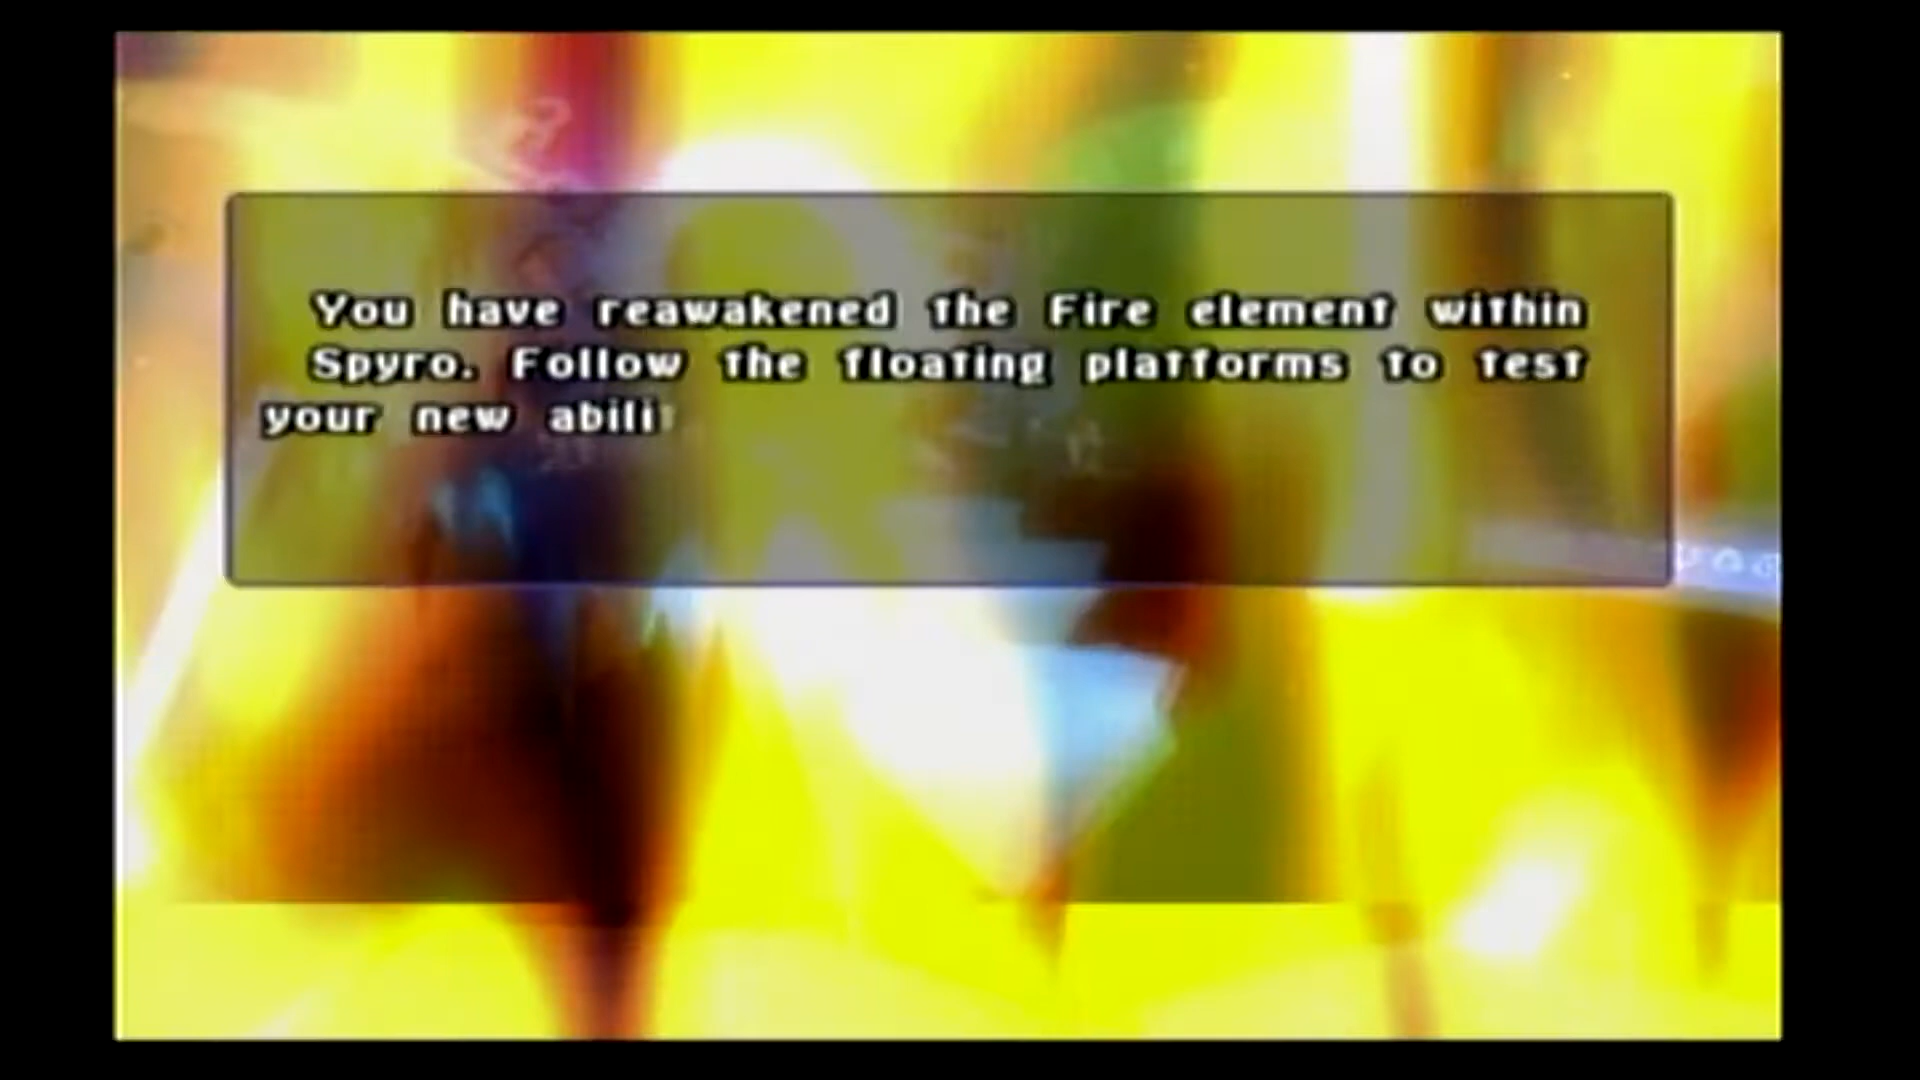 You have reawakened the Fire element within
Spyro. Follow the floating platforms to test
your new abili